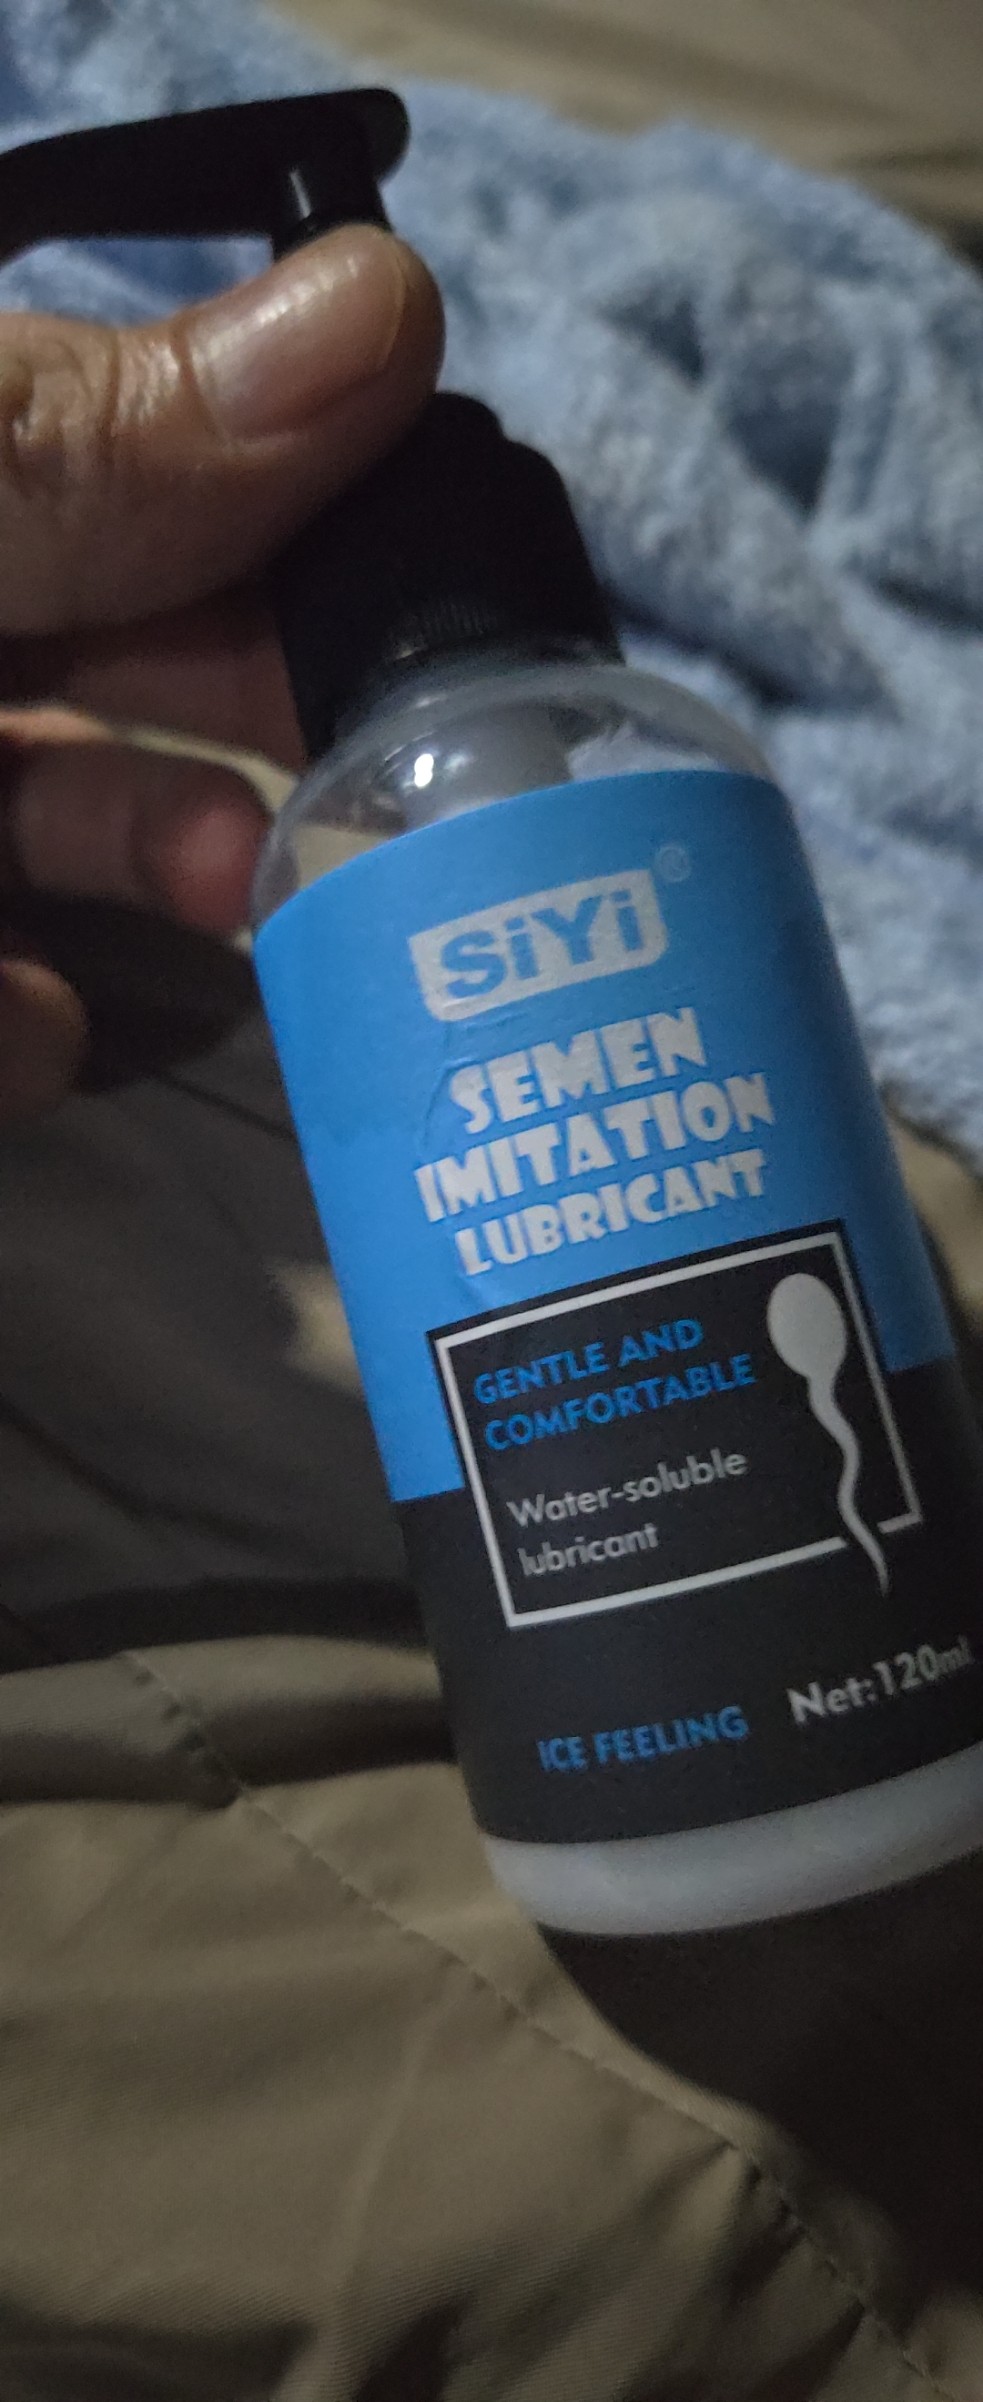 SiYi®
SEMEN
IMITATION
LUBRICANT
GENTLE AND
COMFORTABLE
Water-soluble
lubricant
Net:120ml
ICE FEELING